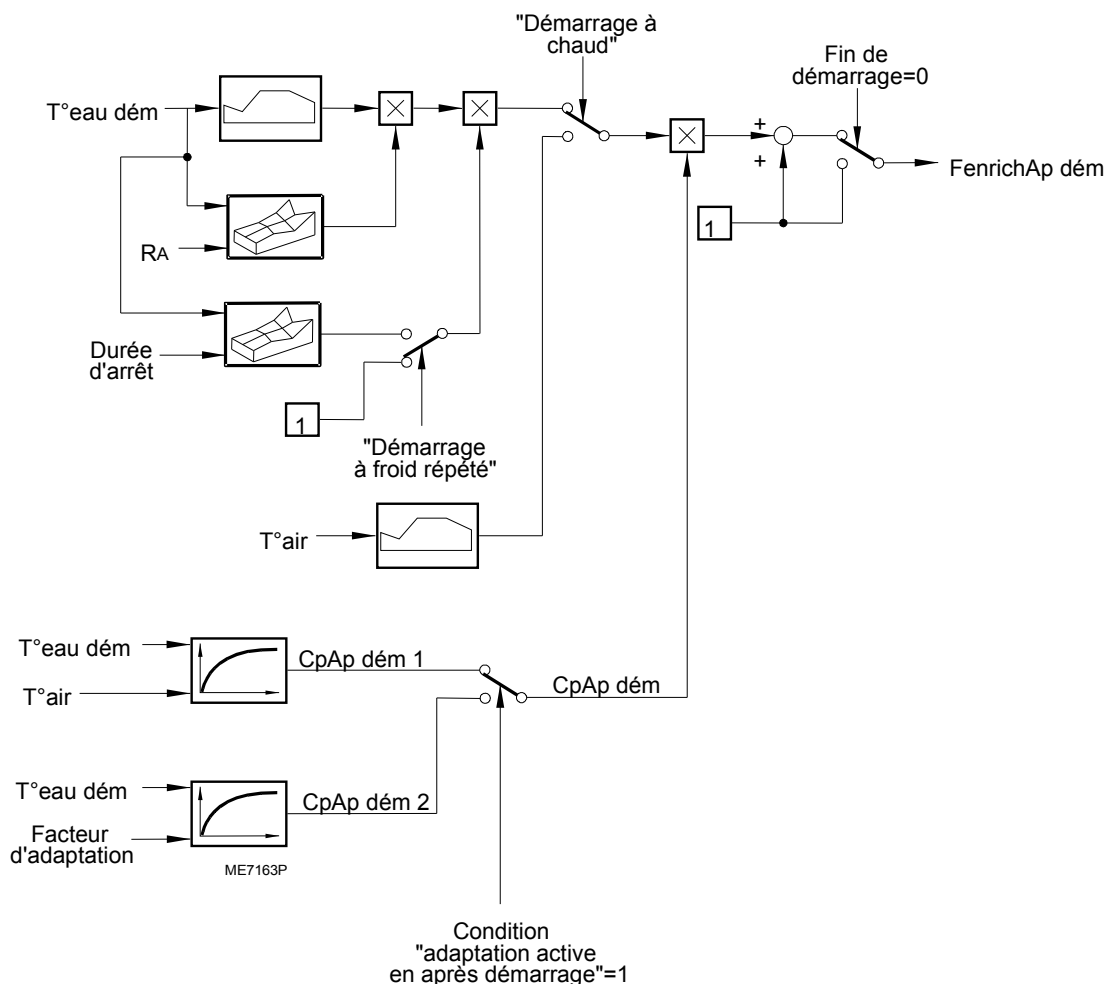 "Démarrage à
chaud"
Fin de
démarrage=0
T°eau dém
+
+
FenrichAp dém
1
RA
Durée
d'arrêt
1
"Démarrage
à froid répété"
T°air
T°eau dém
CpAp dém 1
T°air
CpAp dém
T°eau dém
CpAp dém 2
Facteur
d'adaptation
ME7163P
Condition
"adaptation active
en après démarrage"=1